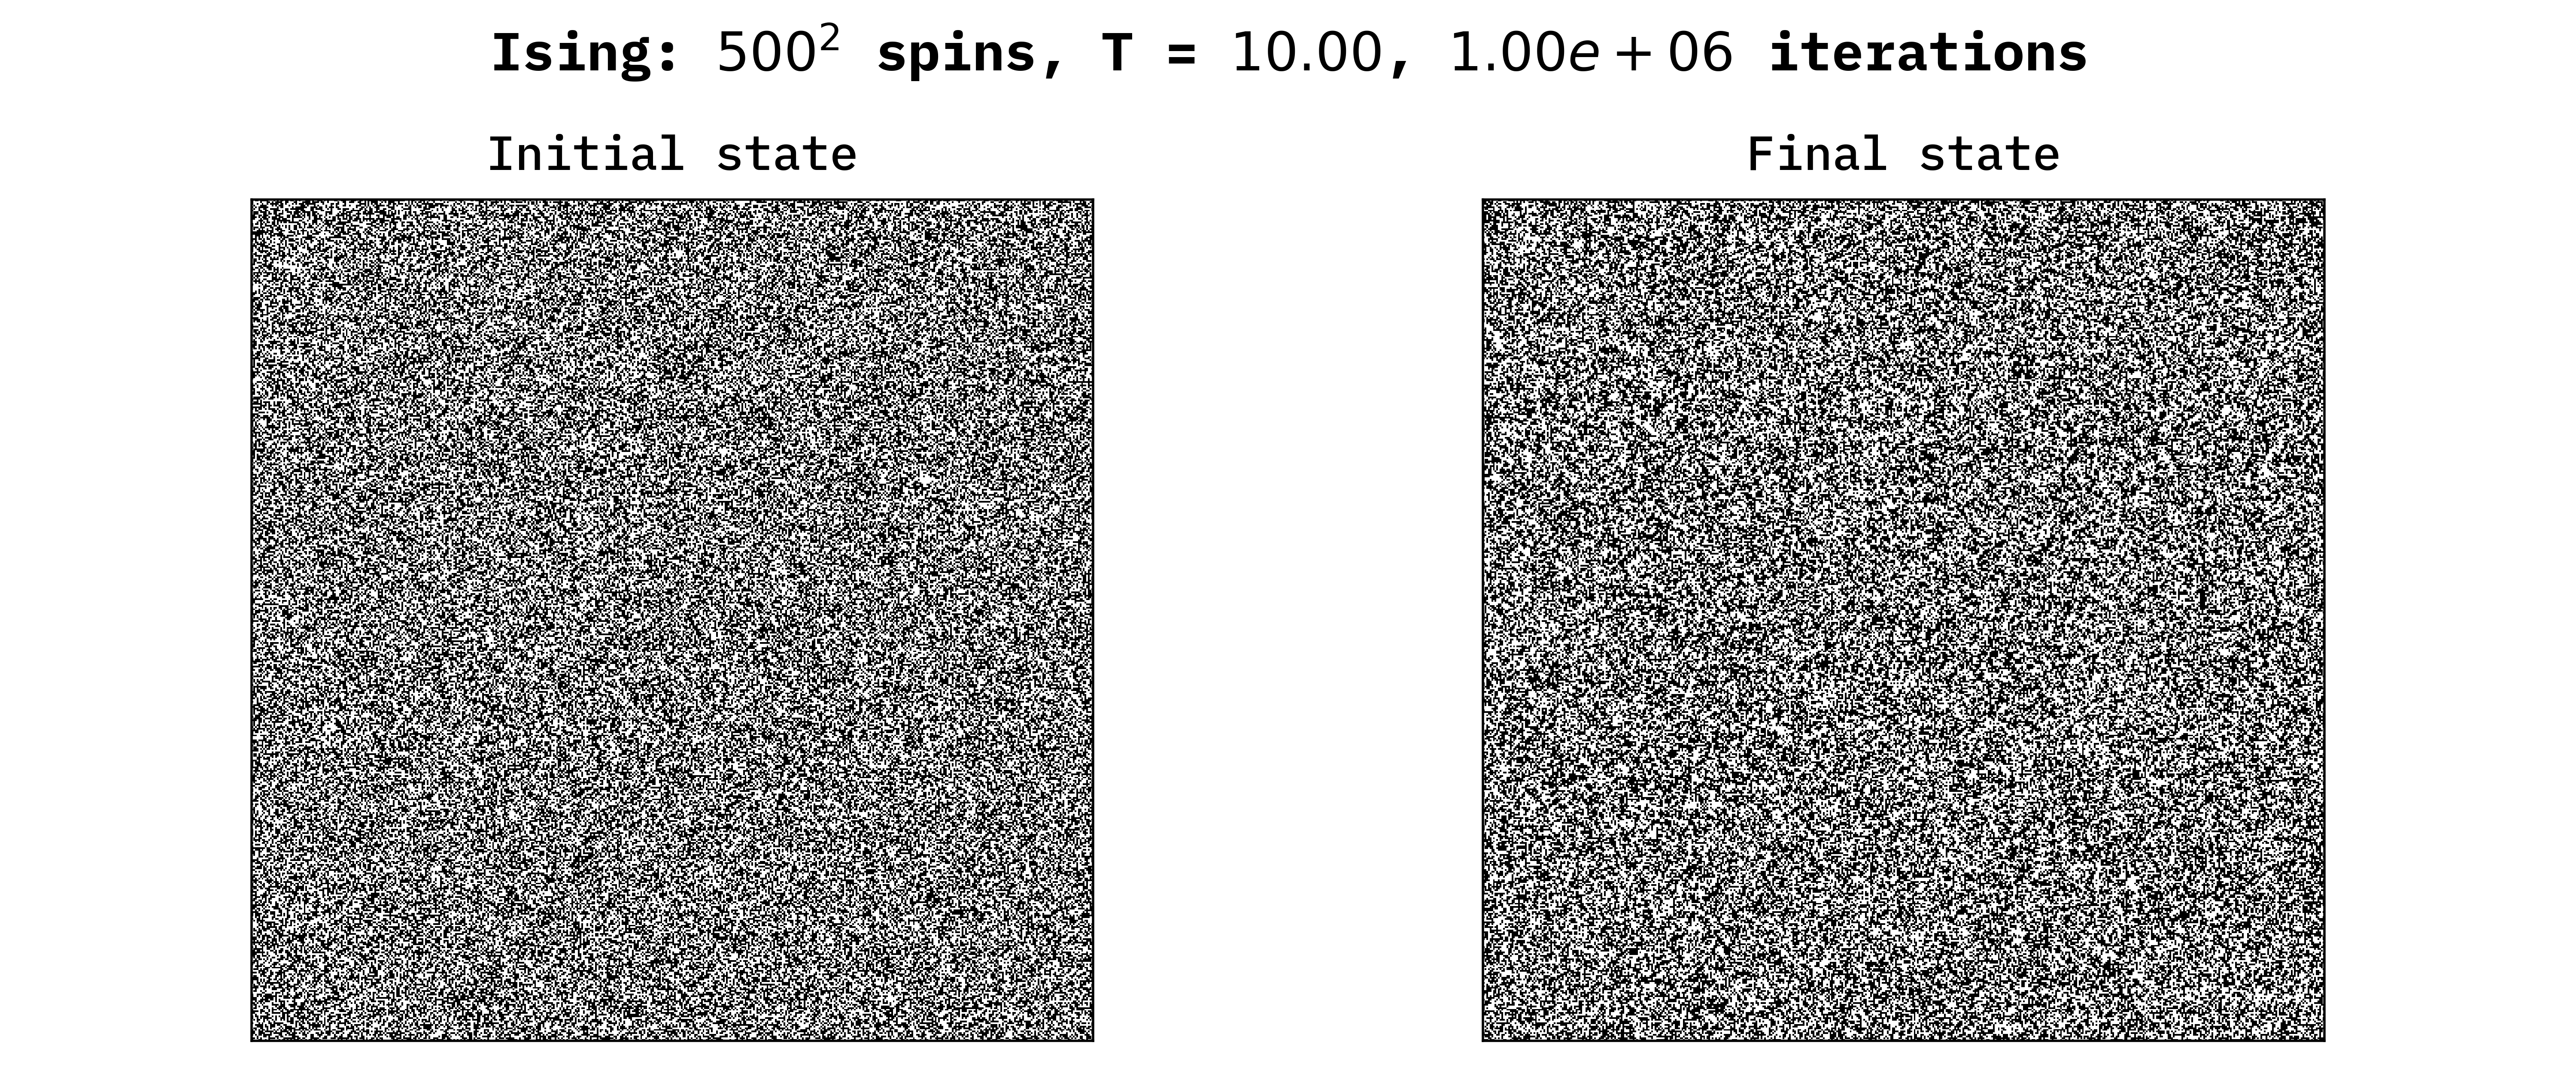 Ising: 500² spins, T = 10.00, 1.00e + 06 iterations
Initial state
Final state